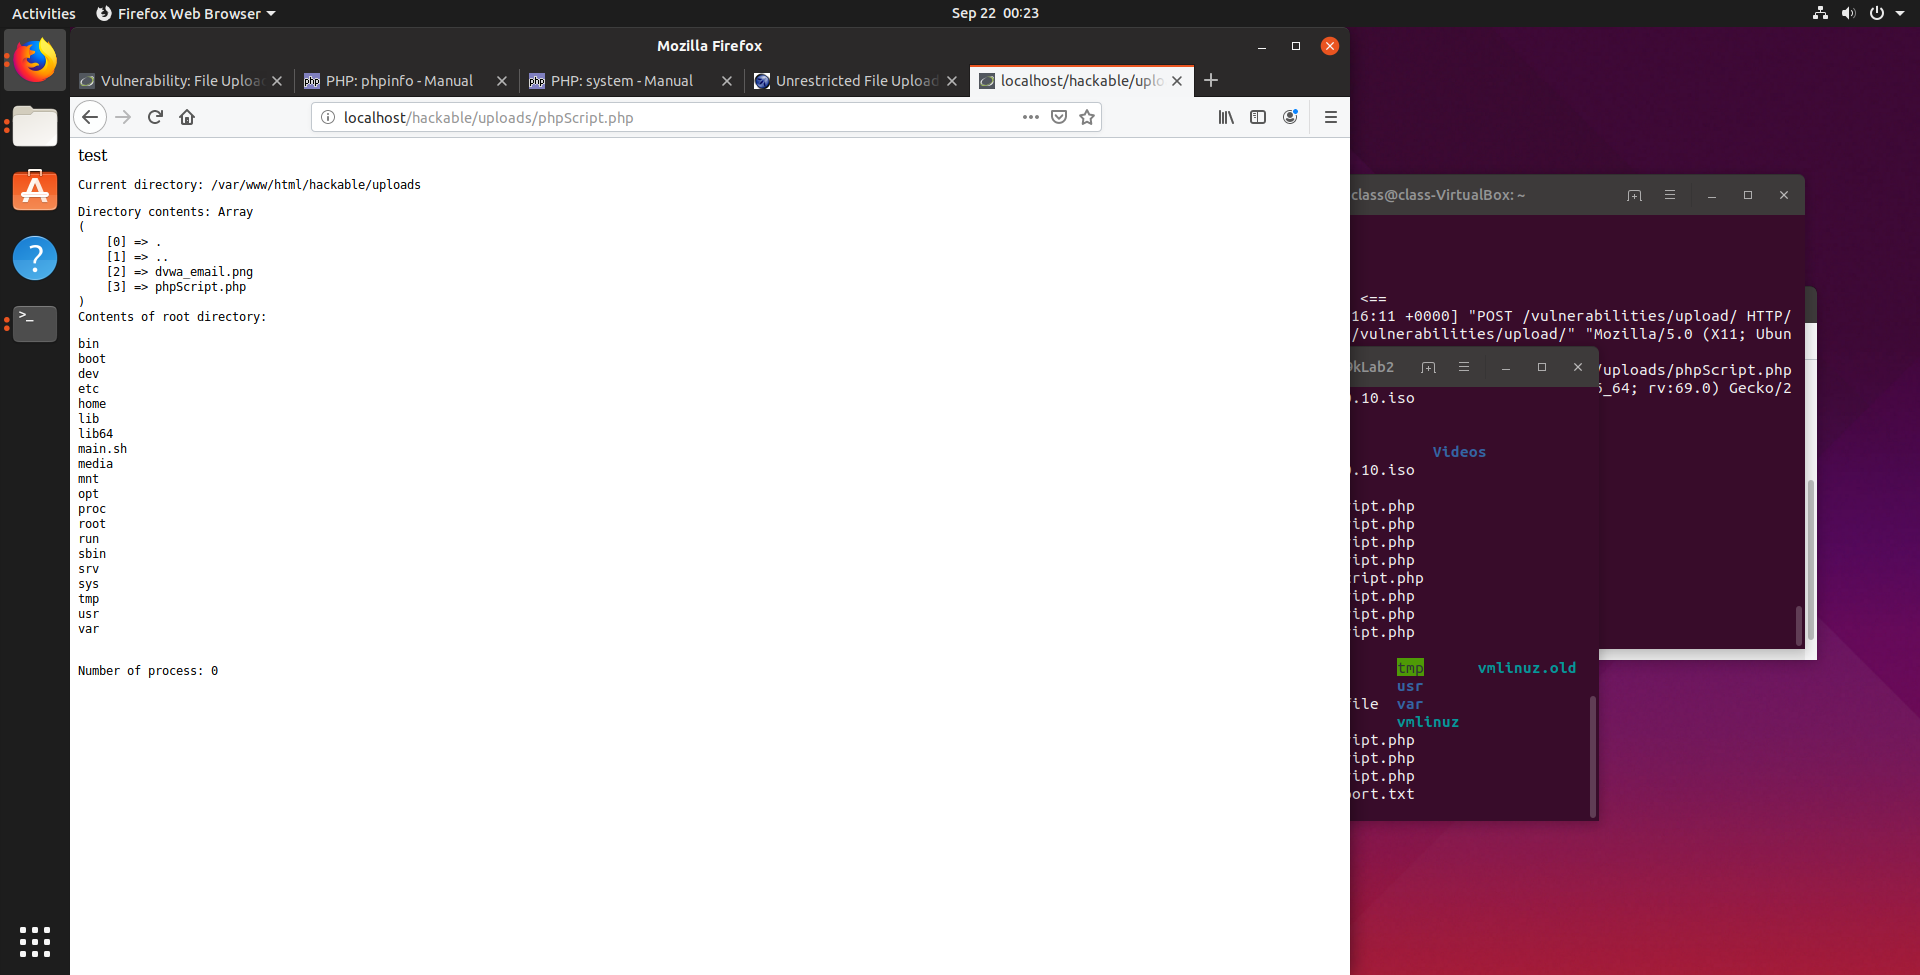 Activities
Firefox Web Browser
Sep 22 00:23
Mozilla Firefox
Vulnerability: File Uploa
php PHP: phpinfo - Manual
php PHP: system - Manual
Unrestricted File Upload
localhost/hackable/uplo
localhost/hackable/uploads/phpScript.php
test
Current directory: /var/www/html/hackable/uploads
Directory contents: Array
(
[0] => .
[1] => ..
[2] => dvwa_email.png
[3] => phpScript.php
)
Contents of root directory:
bin
boot
dev
etc
home
lib
lib64
main.sh
media
mnt
opt
proc
root
run
sbin
srv
sys
tmp
usr
var
Number of process: 0
class@class-VirtualBox: ~
<==
16:11 +0000] "POST /vulnerabilities/upload/ HTTP/
/vulnerabilities/upload/" "Mozilla/5.0 (X11; Ubun
/uploads/phpScript.php
_64; rv:69.0) Gecko/2
kLab2
.10.iso
Videos
.10.iso
ipt.php
ipt.php
ipt.php
ipt.php
ript.php
ipt.php
ipt.php
ipt.php
tmp vmlinuz.old
usr
ile var
vmlinuz
ipt.php
ipt.php
ipt.php
ort.txt